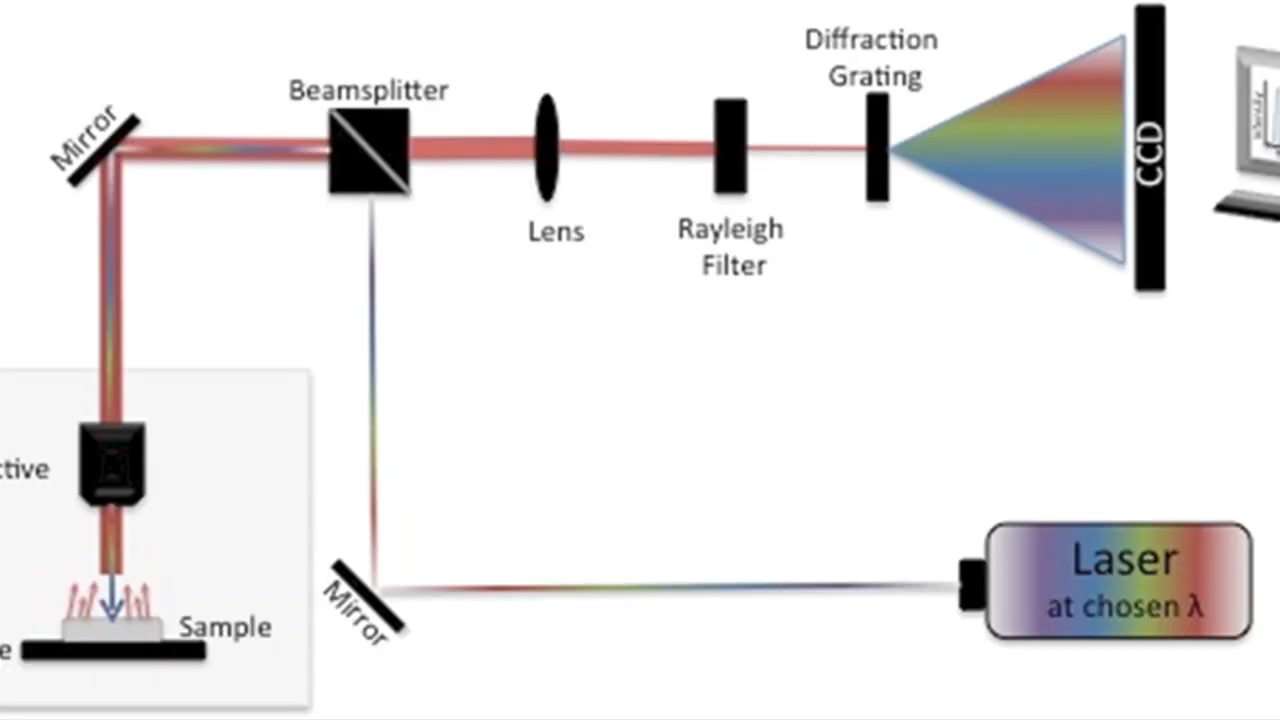 Diffraction
Grating
Beamsplitter
Mirror
CCD
Lens
Rayleigh
Filter
ctive
Laser
at chosen λ
Mirror
Sample
e